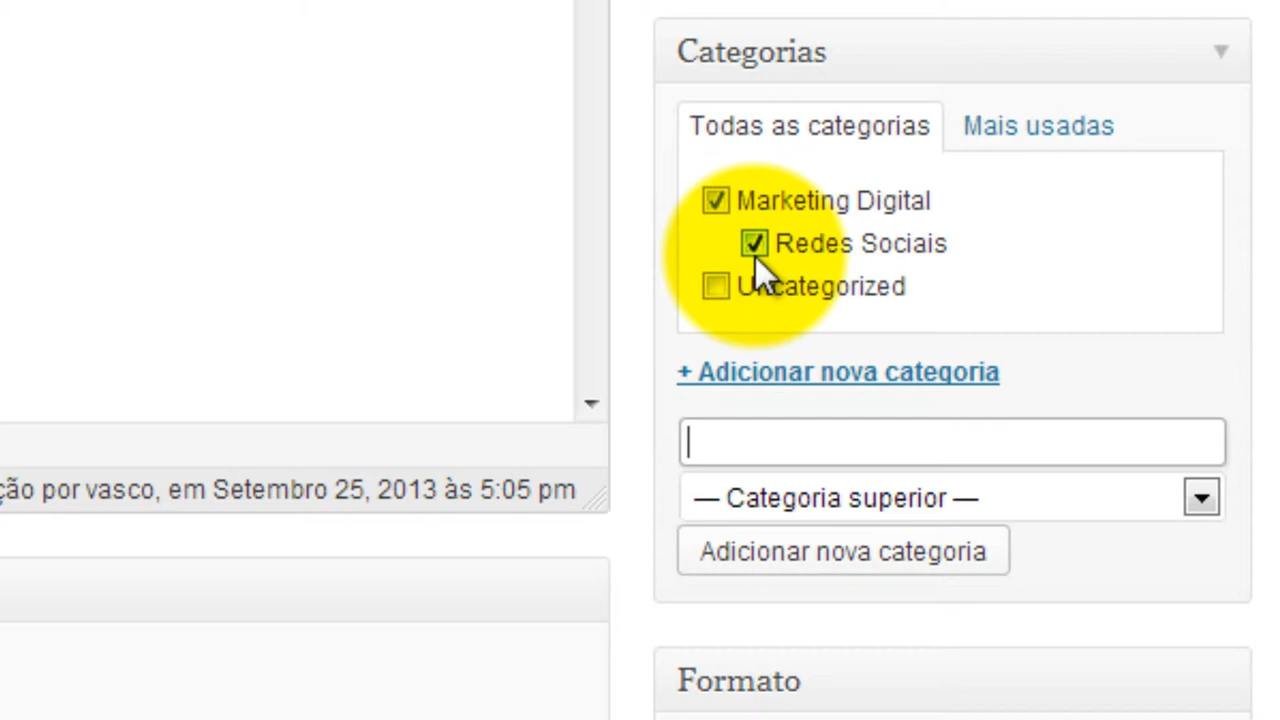 Categorias
Todas as categorias
Mais usadas
Marketing Digital
Redes Sociais
Uncategorized
+ Adicionar nova categoria
— Categoria superior —
Adicionar nova categoria
ção por vasco, em Setembro 25, 2013 às 5:05 pm
Formato